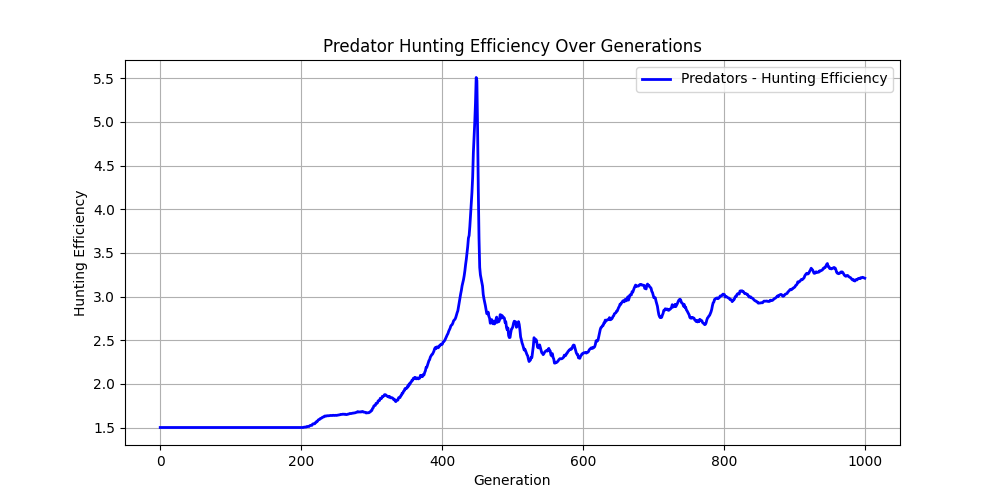 Predator Hunting Efficiency Over Generations
Predators - Hunting Efficiency
Hunting Efficiency
5.5
5.0
4.5
4.0
3.5
3.0
2.5
2.0
1.5
0 200 400 600 800 1000
Generation